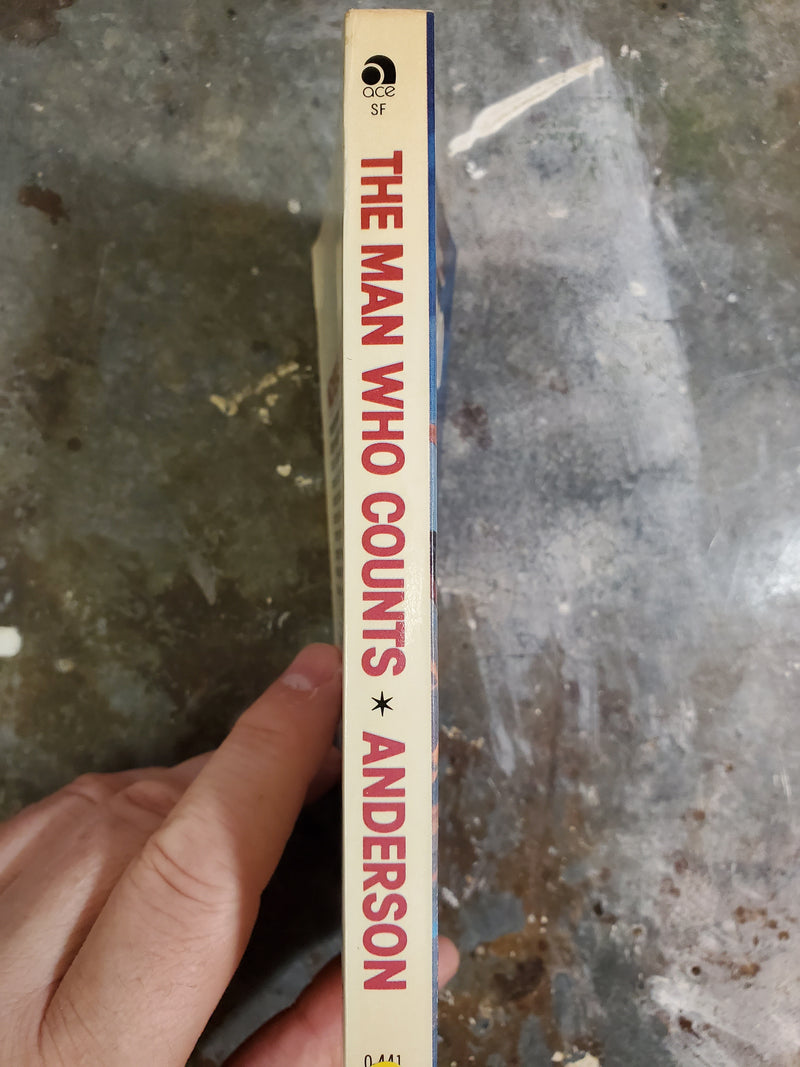 ace
SF
THE MAN WHO COUNTS * ANDERSON
0-441